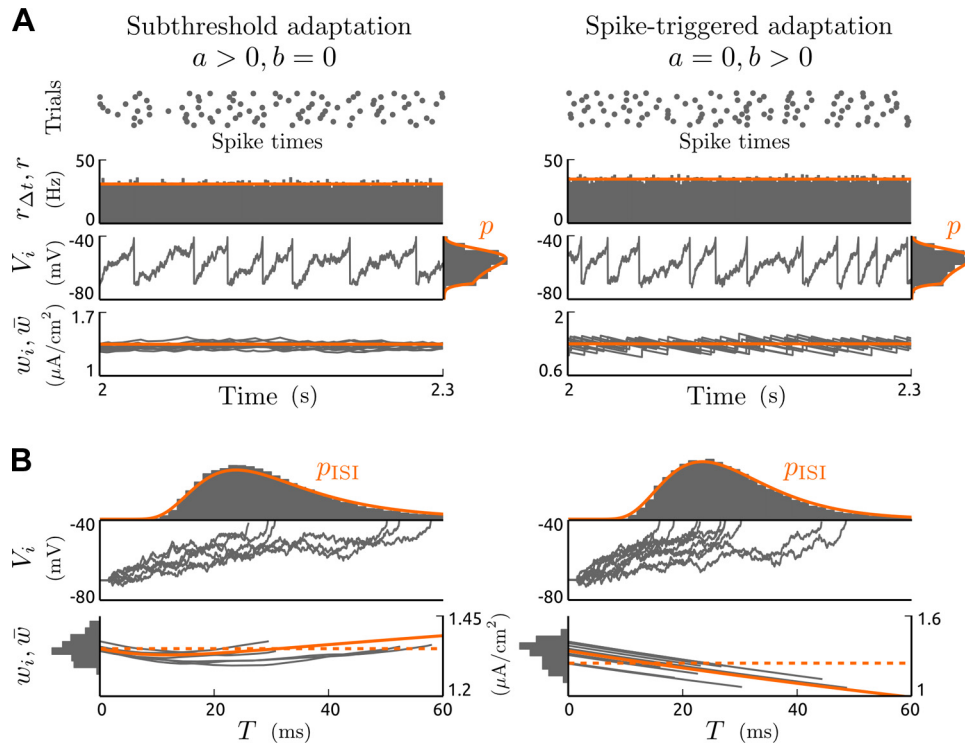 A
Subthreshold adaptation
a > 0, b = 0
Spike-triggered adaptation
a = 0, b > 0
Trials
Spike times
Spike times
r_Δt, r
(Hz)
50
0
50
0
V_i
(mV)
-40
-80
p
-40
-80
p
w_i, w̄
(μA/cm²)
1.7
1
2
0.6
2
Time (s)
2.3
2
Time (s)
2.3
B
p_ISI
p_ISI
V_i
(mV)
-40
-80
-40
-80
w_i, w̄
1.45
1.2
(μA/cm²)
1.6
1
0
20
40
60
0
20
40
60
T (ms)
T (ms)